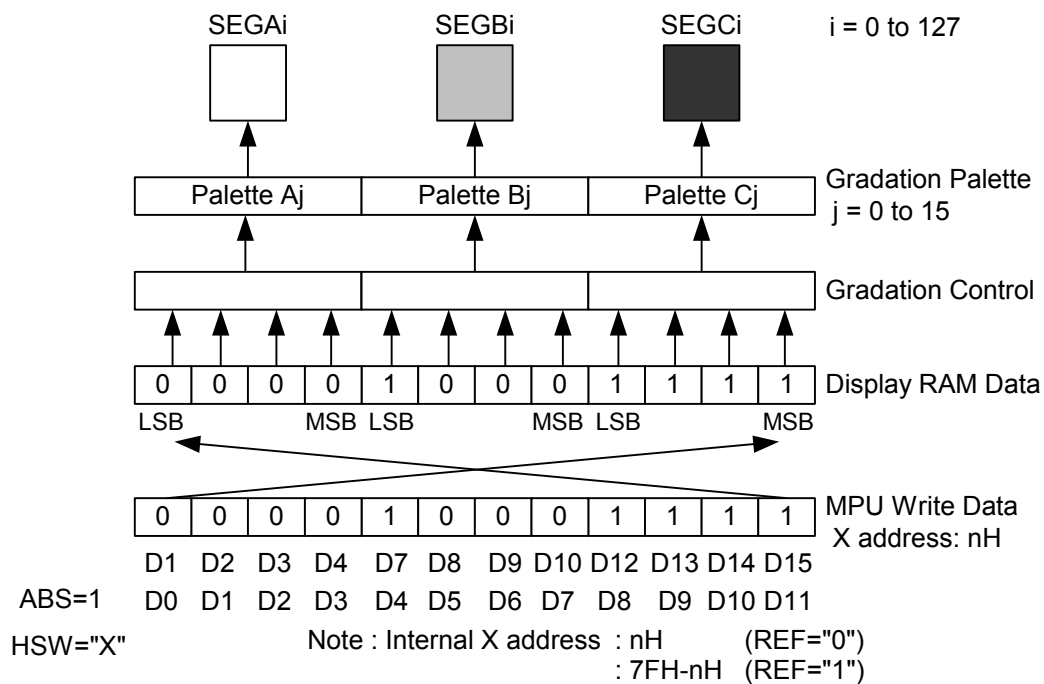 SEGAi SEGBi SEGCi i = 0 to 127
Palette Aj Palette Bj Palette Cj Gradation Palette
j = 0 to 15
Gradation Control
0 0 0 0 1 0 0 0 1 1 1 1 Display RAM Data
LSB MSB LSB MSB LSB MSB
0 0 0 0 1 0 0 0 1 1 1 1 MPU Write Data
X address: nH
D1 D2 D3 D4 D7 D8 D9 D10 D12 D13 D14 D15
ABS=1 D0 D1 D2 D3 D4 D5 D6 D7 D8 D9 D10 D11
HSW="X" Note : Internal X address : nH (REF="0")
: 7FH-nH (REF="1")